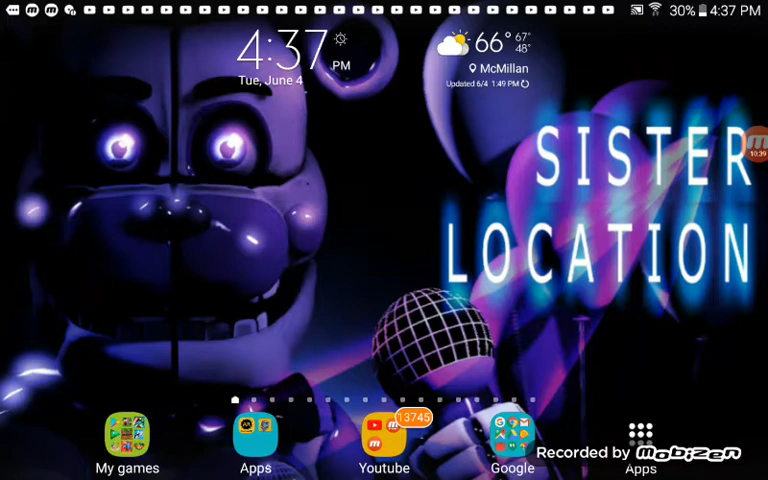 30% 4:37 PM
4:37 PM
Tue, June 4
66° 67° 48°
McMillan
Updated 6/4 1:49 PM
SISTER
LOCATION
10:39
13745
My games
Apps
Youtube
Google
Apps
Recorded by Mobizen